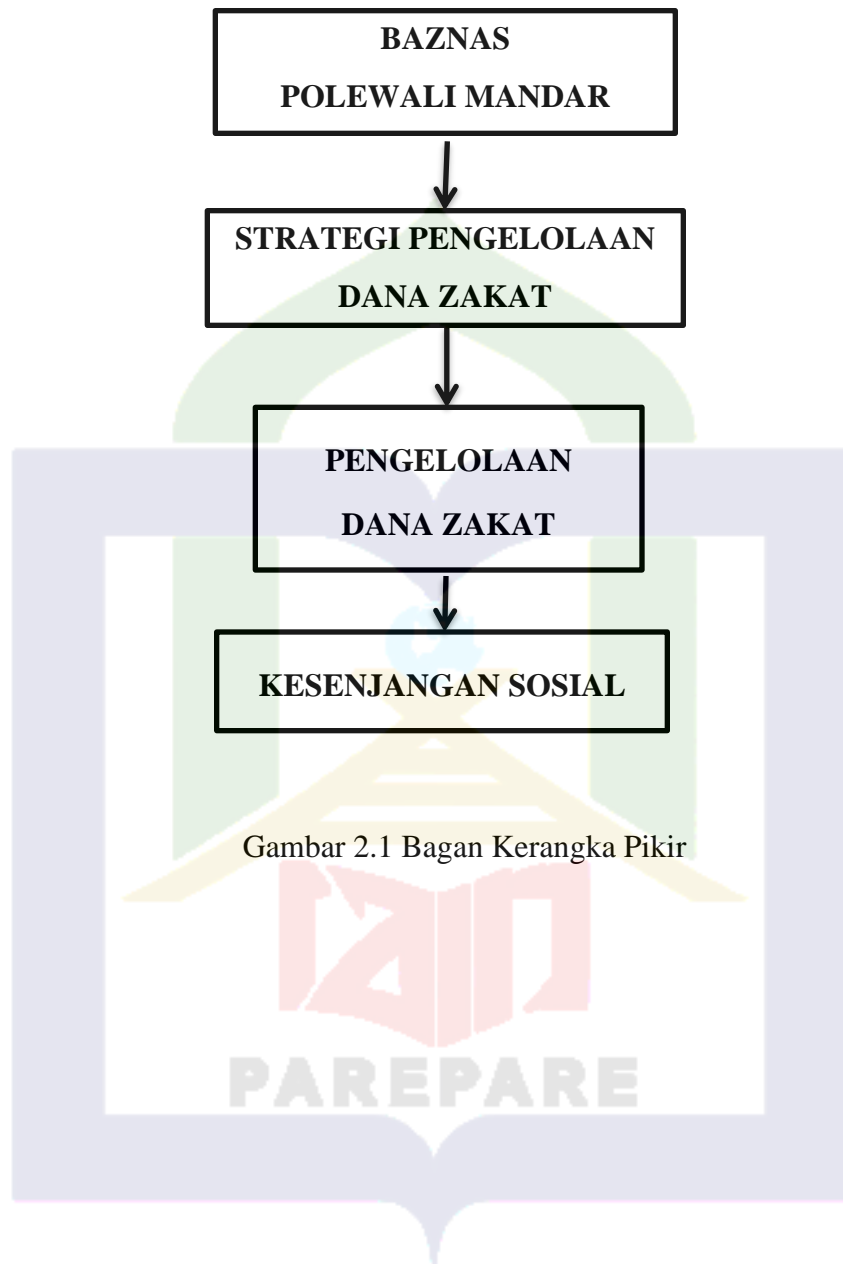 BAZNAS
POLEWALI MANDAR
STRATEGI PENGELOLAAN
DANA ZAKAT
PENGELOLAAN
DANA ZAKAT
KESENJANGAN SOSIAL
Gambar 2.1 Bagan Kerangka Pikir
iain
PAREPARE